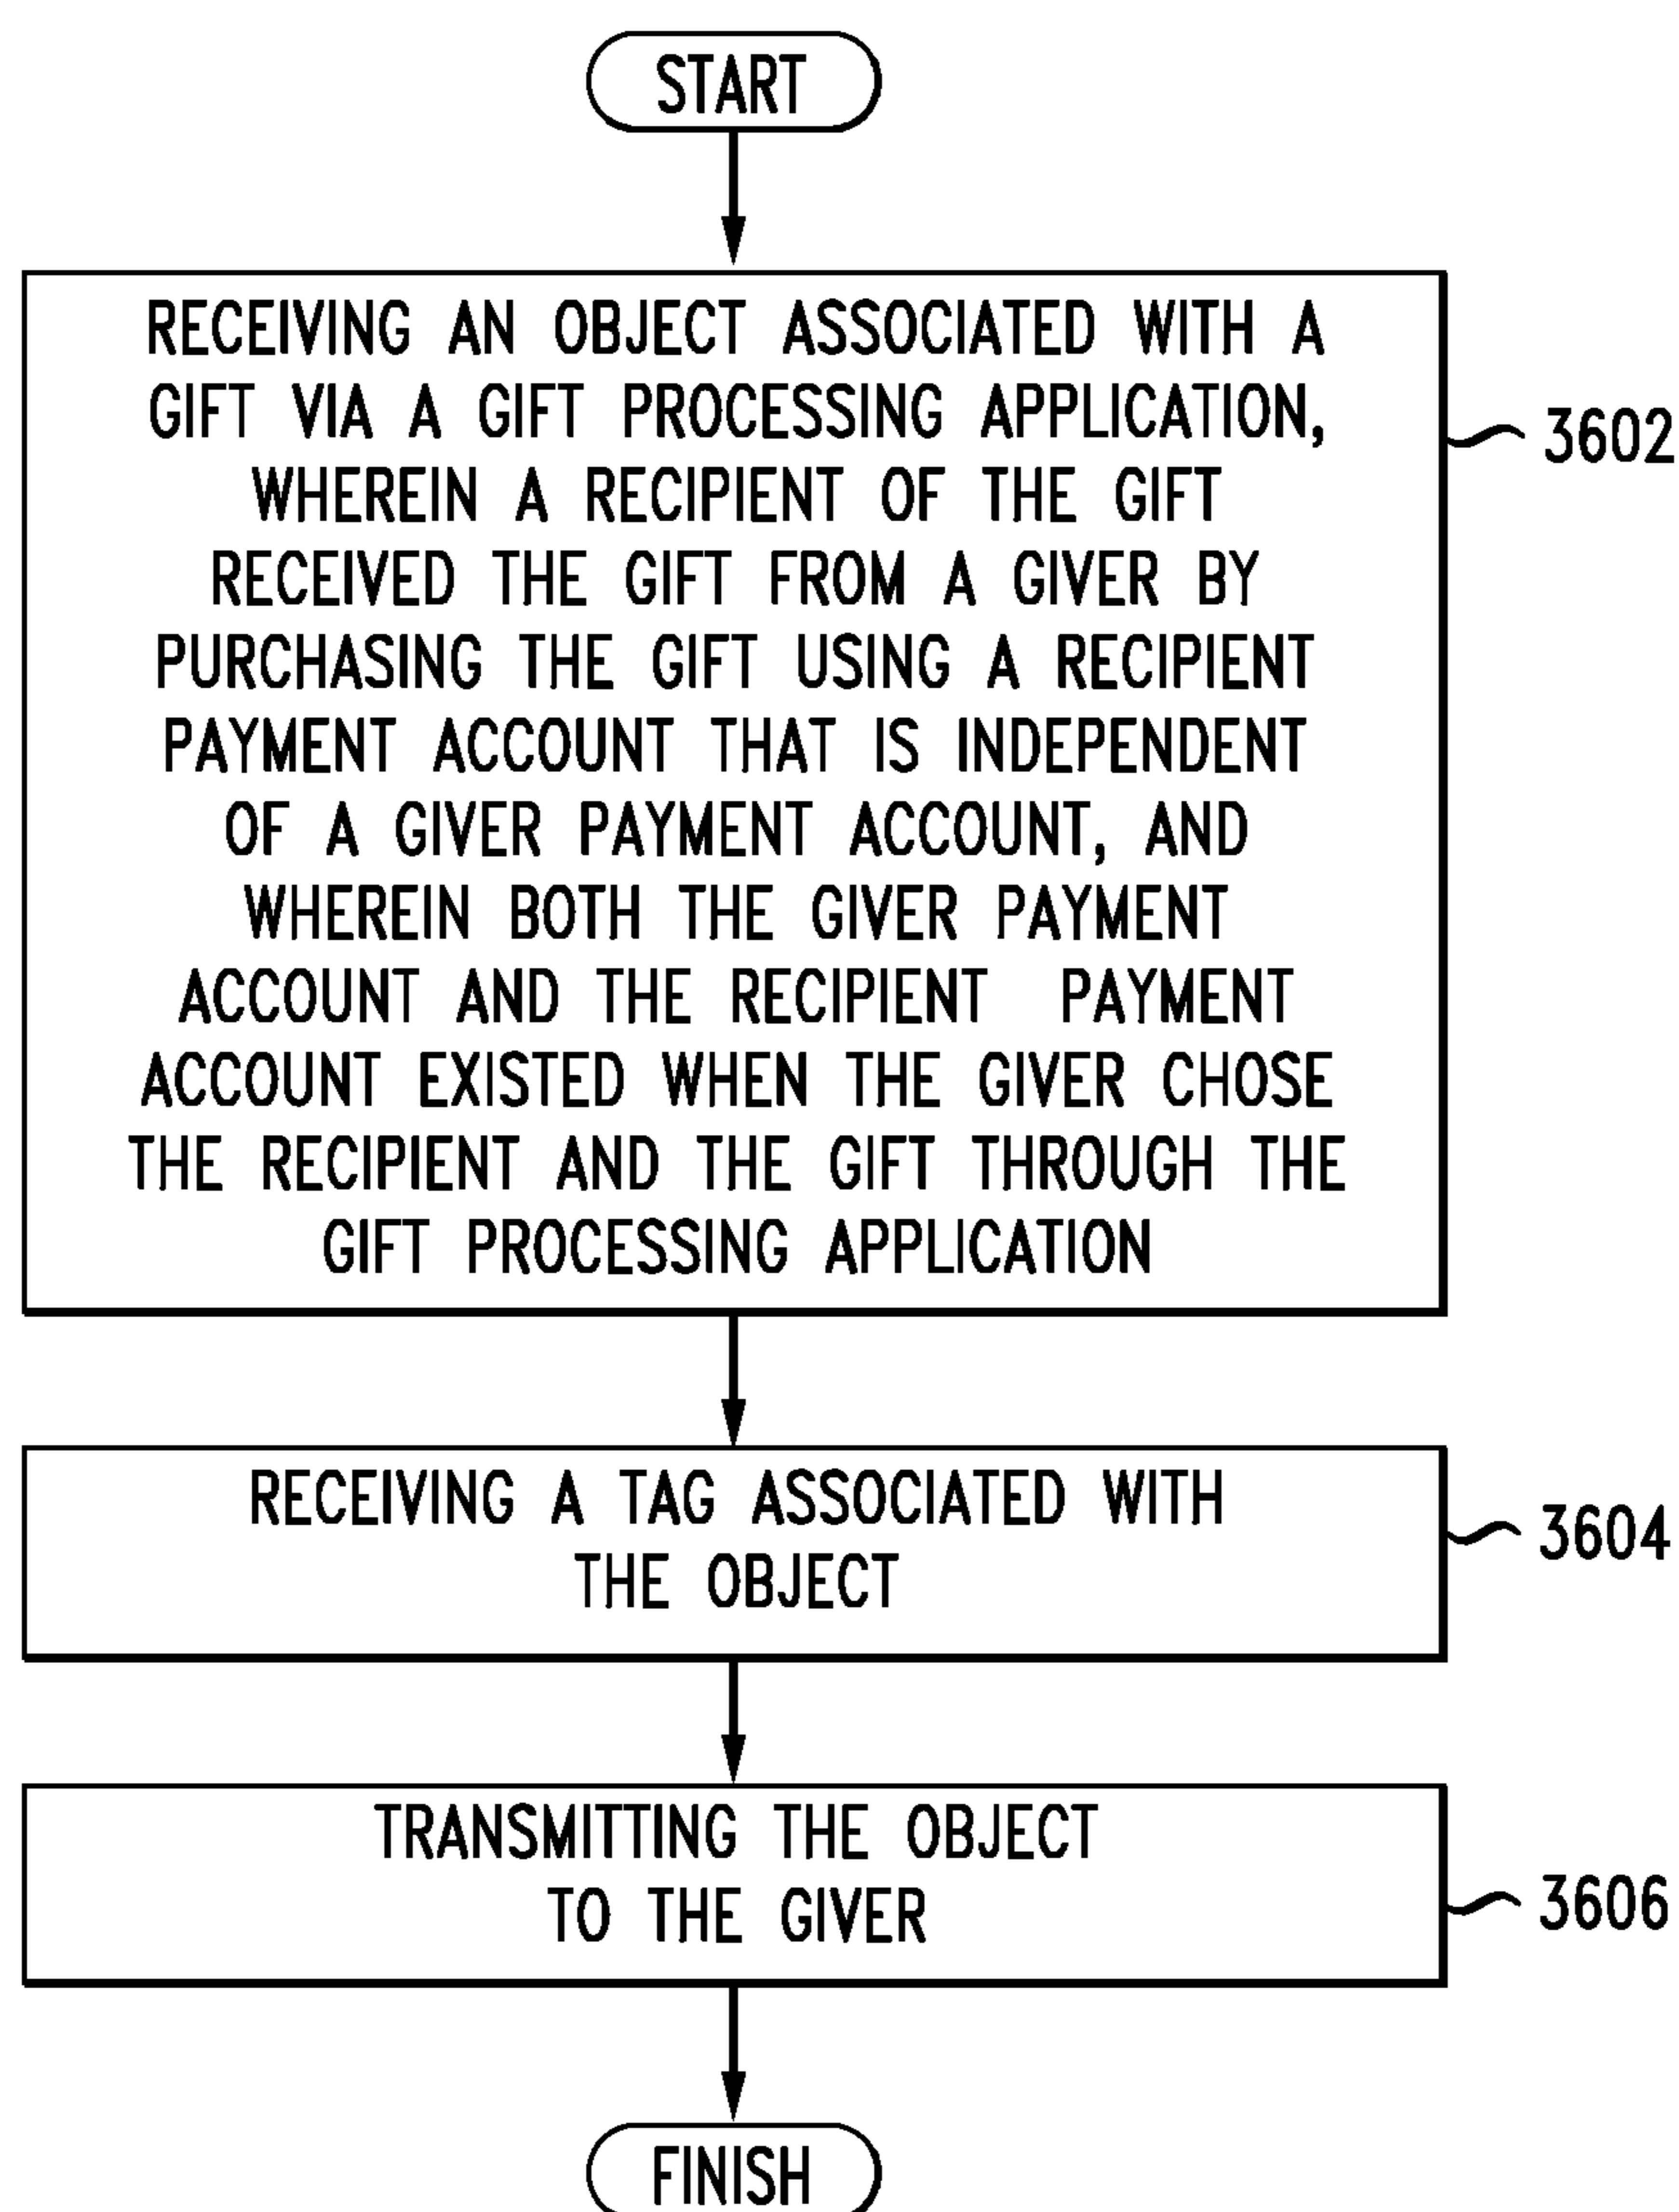 START
RECEIVING AN OBJECT ASSOCIATED WITH A
GIFT VIA A GIFT PROCESSING APPLICATION,
WHEREIN A RECIPIENT OF THE GIFT
RECEIVED THE GIFT FROM A GIVER BY
PURCHASING THE GIFT USING A RECIPIENT
PAYMENT ACCOUNT THAT IS INDEPENDENT
OF A GIVER PAYMENT ACCOUNT, AND
WHEREIN BOTH THE GIVER PAYMENT
ACCOUNT AND THE RECIPIENT PAYMENT
ACCOUNT EXISTED WHEN THE GIVER CHOSE
THE RECIPIENT AND THE GIFT THROUGH THE
GIFT PROCESSING APPLICATION
3602
RECEIVING A TAG ASSOCIATED WITH
THE OBJECT
3604
TRANSMITTING THE OBJECT
TO THE GIVER
3606
FINISH